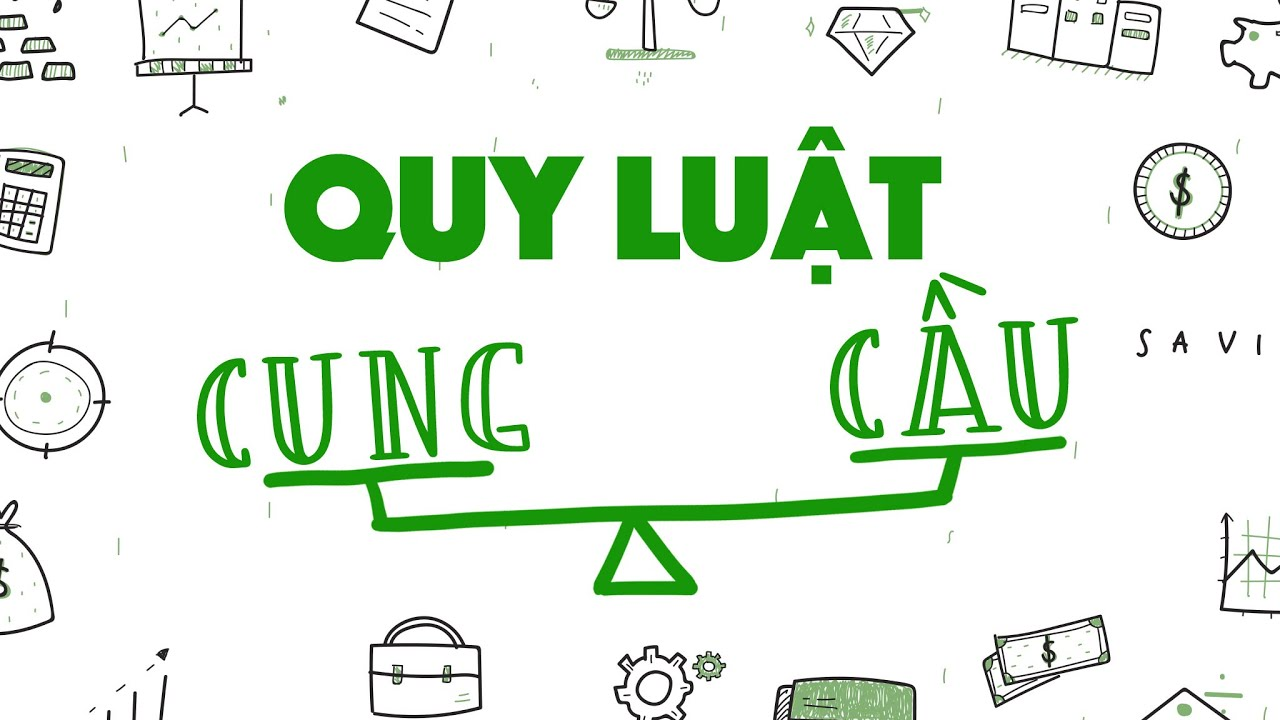 QUY LUẬT
CUNG CẦU
SAVI
$
$
$